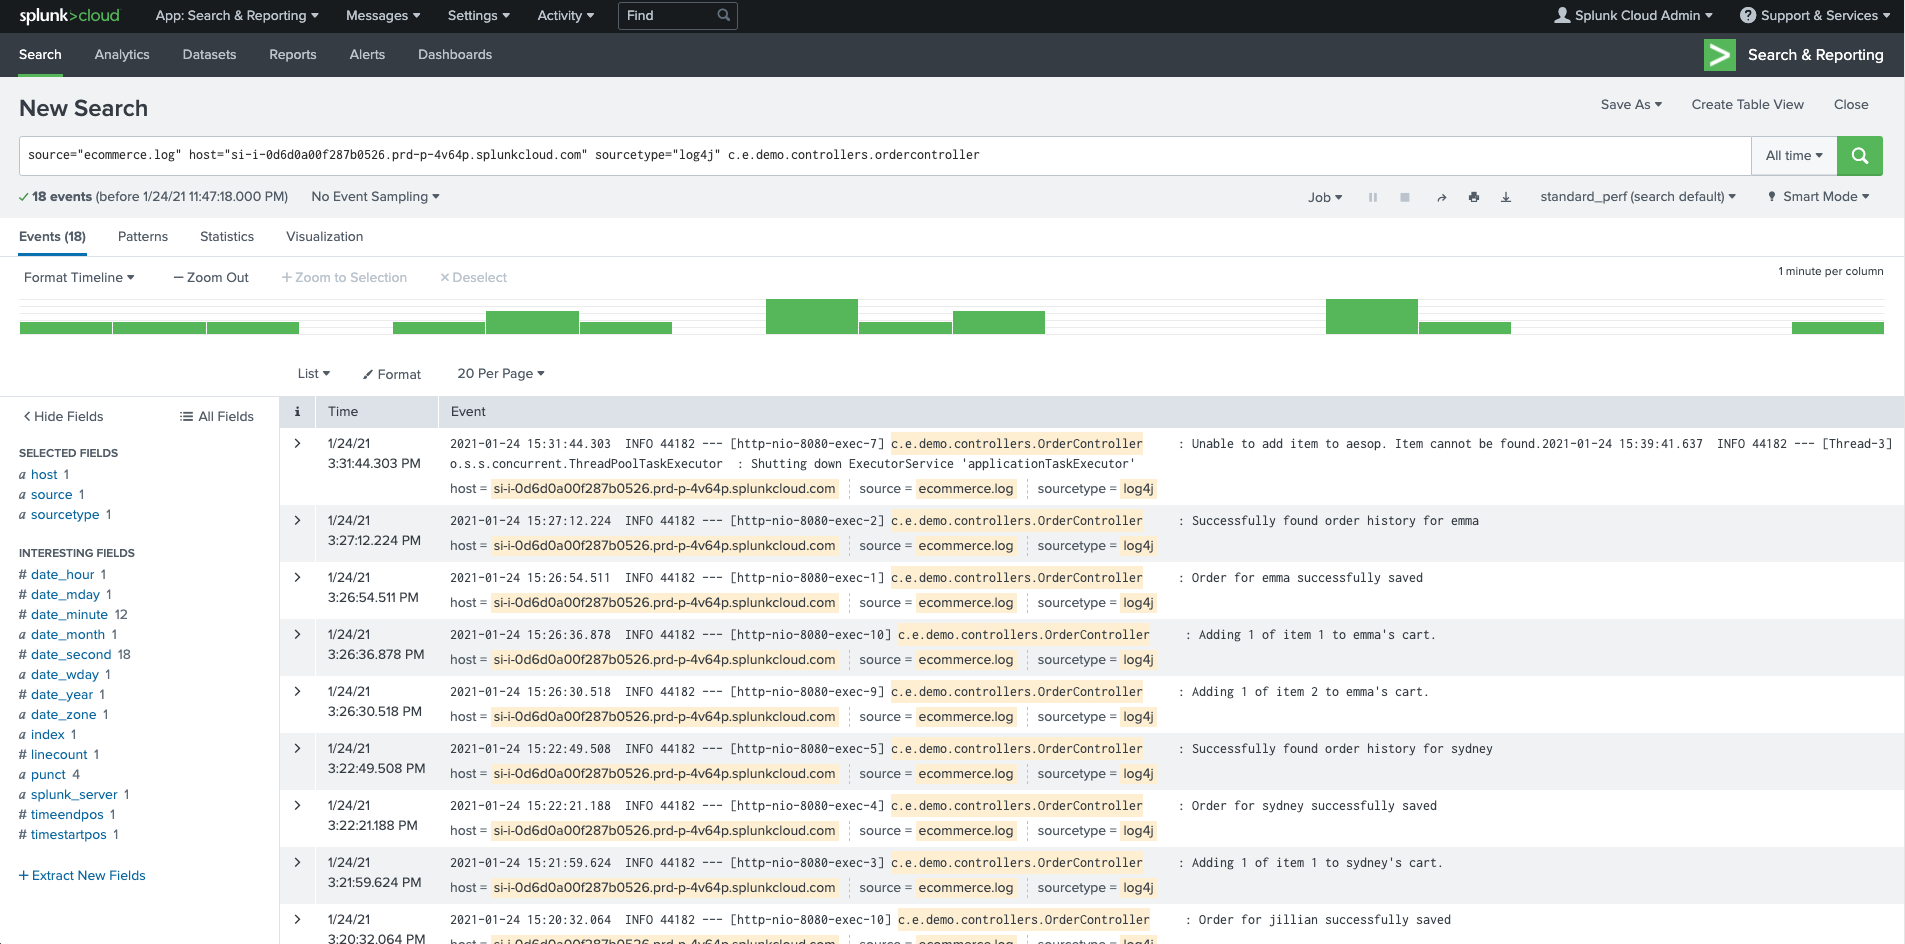 splunk>cloud App: Search & Reporting Messages Settings Activity Find Splunk Cloud Admin Support & Services
Search Analytics Datasets Reports Alerts Dashboards Search & Reporting
New Search
Save As Create Table View Close
source="ecommerce.log" host="si-i-0d6d0a00f287b0526.prd-p-4v64p.splunkcloud.com" sourcetype="log4j" c.e.demo.controllers.ordercontroller All time
18 events (before 1/24/21 11:47:18.000 PM) No Event Sampling Job standard_perf (search default) Smart Mode
Events (18) Patterns Statistics Visualization
Format Timeline — Zoom Out + Zoom to Selection × Deselect 1 minute per column
List Format 20 Per Page
< Hide Fields All Fields
SELECTED FIELDS
a host 1
a source 1
a sourcetype 1
INTERESTING FIELDS
# date_hour 1
# date_mday 1
# date_minute 12
a date_month 1
# date_second 18
a date_wday 1
# date_year 1
a date_zone 1
a index 1
# linecount 1
a punct 4
a splunk_server 1
# timeendpos 1
# timestartpos 1
+ Extract New Fields
i Time Event
> 1/24/21 2021-01-24 15:31:44.303 INFO 44182 --- [http-nio-8080-exec-7] c.e.demo.controllers.OrderController : Unable to add item to aesop. Item cannot be found.2021-01-24 15:39:41.637 INFO 44182 --- [Thread-3]
3:31:44.303 PM o.s.s.concurrent.ThreadPoolTaskExecutor : Shutting down ExecutorService 'applicationTaskExecutor'
host = si-i-0d6d0a00f287b0526.prd-p-4v64p.splunkcloud.com source = ecommerce.log sourcetype = log4j
> 1/24/21 2021-01-24 15:27:12.224 INFO 44182 --- [http-nio-8080-exec-2] c.e.demo.controllers.OrderController : Successfully found order history for emma
3:27:12.224 PM host = si-i-0d6d0a00f287b0526.prd-p-4v64p.splunkcloud.com source = ecommerce.log sourcetype = log4j
> 1/24/21 2021-01-24 15:26:54.511 INFO 44182 --- [http-nio-8080-exec-1] c.e.demo.controllers.OrderController : Order for emma successfully saved
3:26:54.511 PM host = si-i-0d6d0a00f287b0526.prd-p-4v64p.splunkcloud.com source = ecommerce.log sourcetype = log4j
> 1/24/21 2021-01-24 15:26:36.878 INFO 44182 --- [http-nio-8080-exec-10] c.e.demo.controllers.OrderController : Adding 1 of item 1 to emma's cart.
3:26:36.878 PM host = si-i-0d6d0a00f287b0526.prd-p-4v64p.splunkcloud.com source = ecommerce.log sourcetype = log4j
> 1/24/21 2021-01-24 15:26:30.518 INFO 44182 --- [http-nio-8080-exec-9] c.e.demo.controllers.OrderController : Adding 1 of item 2 to emma's cart.
3:26:30.518 PM host = si-i-0d6d0a00f287b0526.prd-p-4v64p.splunkcloud.com source = ecommerce.log sourcetype = log4j
> 1/24/21 2021-01-24 15:22:49.508 INFO 44182 --- [http-nio-8080-exec-5] c.e.demo.controllers.OrderController : Successfully found order history for sydney
3:22:49.508 PM host = si-i-0d6d0a00f287b0526.prd-p-4v64p.splunkcloud.com source = ecommerce.log sourcetype = log4j
> 1/24/21 2021-01-24 15:22:21.188 INFO 44182 --- [http-nio-8080-exec-4] c.e.demo.controllers.OrderController : Order for sydney successfully saved
3:22:21.188 PM host = si-i-0d6d0a00f287b0526.prd-p-4v64p.splunkcloud.com source = ecommerce.log sourcetype = log4j
> 1/24/21 2021-01-24 15:21:59.624 INFO 44182 --- [http-nio-8080-exec-3] c.e.demo.controllers.OrderController : Adding 1 of item 1 to sydney's cart.
3:21:59.624 PM host = si-i-0d6d0a00f287b0526.prd-p-4v64p.splunkcloud.com source = ecommerce.log sourcetype = log4j
> 1/24/21 2021-01-24 15:20:32.064 INFO 44182 --- [http-nio-8080-exec-10] c.e.demo.controllers.OrderController : Order for jillian successfully saved
3:20:32.064 PM host = si-i-0d6d0a00f287b0526.prd-p-4v64p.splunkcloud.com source = ecommerce.log sourcetype = log4j